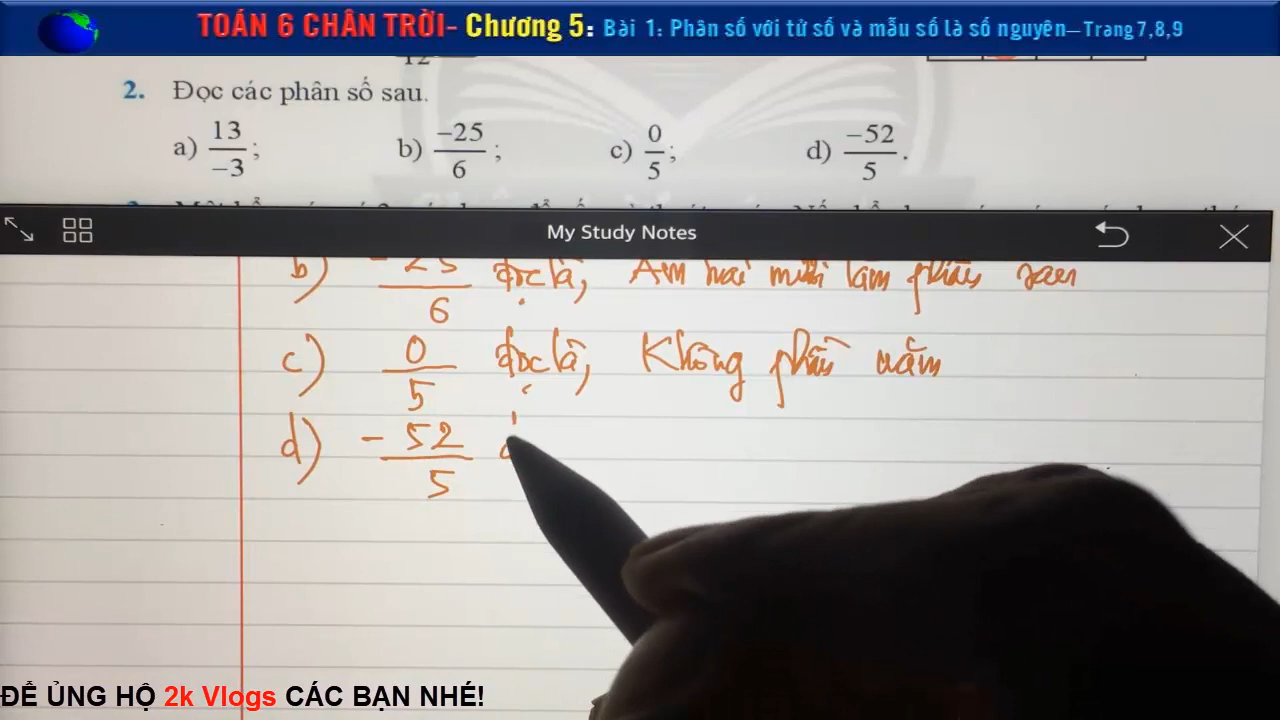 TOÁN 6 CHÂN TRỜI- Chương 5: Bài 1: Phân số với tử số và mẫu số là số nguyên–Trang 7,8,9
12
2. Đọc các phân số sau.
a) 13/-3; b) -25/6; c) 0/5; d) -52/5.
My Study Notes
b) -25/6 đọc là, Âm hai mươi lăm phần sáu
c) 0/5 đọc là, Không phần năm
d) -52/5
ĐỂ ỦNG HỘ 2k Vlogs CÁC BẠN NHÉ!